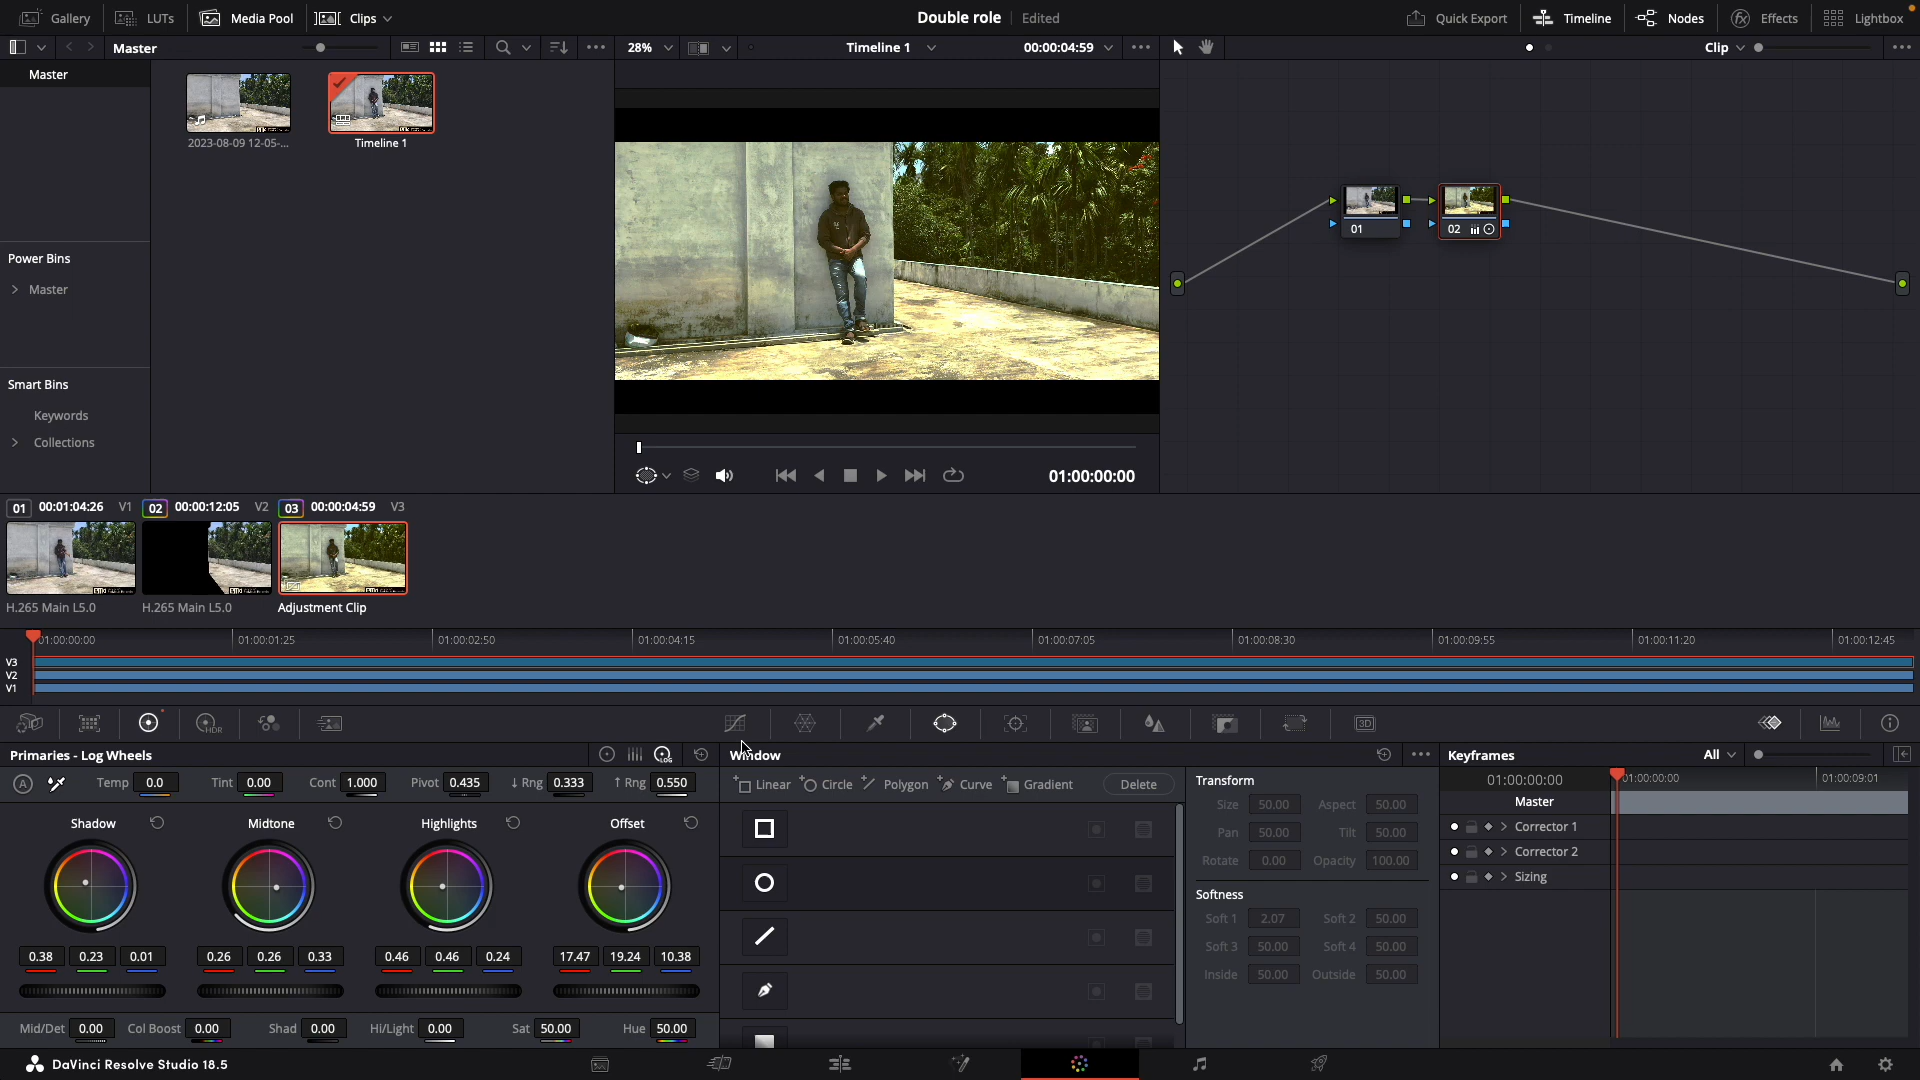 Gallery LUTs Media Pool Clips Double role Edited Quick Export Timeline Nodes Effects Lightbox
Master 28% Timeline 1 00:00:04:59 Clip
Master
2023-08-09 12-05-... Timeline 1
Power Bins
Master
Smart Bins
Keywords
Collections
01:00:00:00
01
02
01 00:01:04:26 V1 02 00:00:12:05 V2 03 00:00:04:59 V3
H.265 Main L5.0 H.265 Main L5.0 Adjustment Clip
01:00:00:00 01:00:01:25 01:00:02:50 01:00:04:15 01:00:05:40 01:00:07:05 01:00:08:30 01:00:09:55 01:00:11:20 01:00:12:45
V3
V2
V1
HDR 3D
Primaries - Log Wheels LOG Window Keyframes All
A Temp 0.0 Tint 0.00 Cont 1.000 Pivot 0.435 ↓ Rng 0.333 ↑ Rng 0.550
Linear Circle Polygon Curve Gradient Delete
Shadow Midtone Highlights Offset
0.38 0.23 0.01 0.26 0.26 0.33 0.46 0.46 0.24 17.47 19.24 10.38
Mid/Det 0.00 Col Boost 0.00 Shad 0.00 Hi/Light 0.00 Sat 50.00 Hue 50.00
Transform
Size 50.00 Aspect 50.00
Pan 50.00 Tilt 50.00
Rotate 0.00 Opacity 100.00
Softness
Soft 1 2.07 Soft 2 50.00
Soft 3 50.00 Soft 4 50.00
Inside 50.00 Outside 50.00
01:00:00:00 01:00:00:00 01:00:09:01
Master
Corrector 1
Corrector 2
Sizing
DaVinci Resolve Studio 18.5